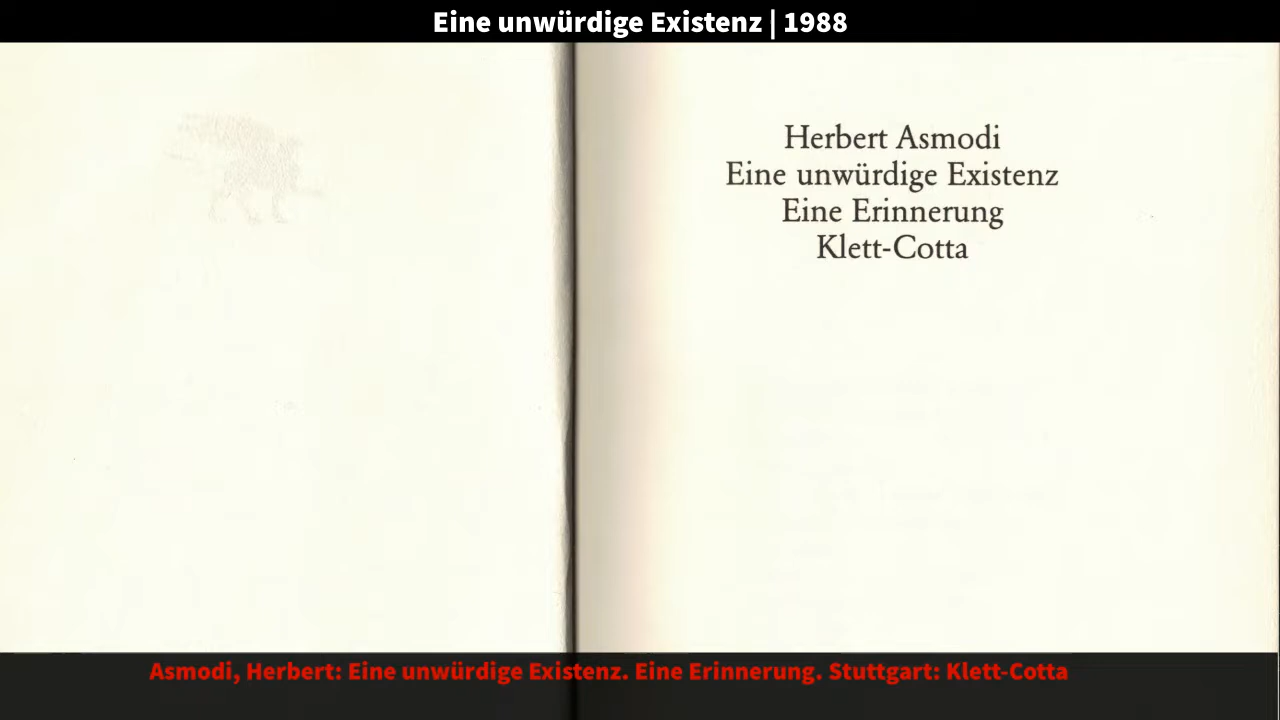 Eine unwürdige Existenz | 1988
Herbert Asmodi
Eine unwürdige Existenz
Eine Erinnerung
Klett-Cotta
Asmodi, Herbert: Eine unwürdige Existenz. Eine Erinnerung. Stuttgart: Klett-Cotta